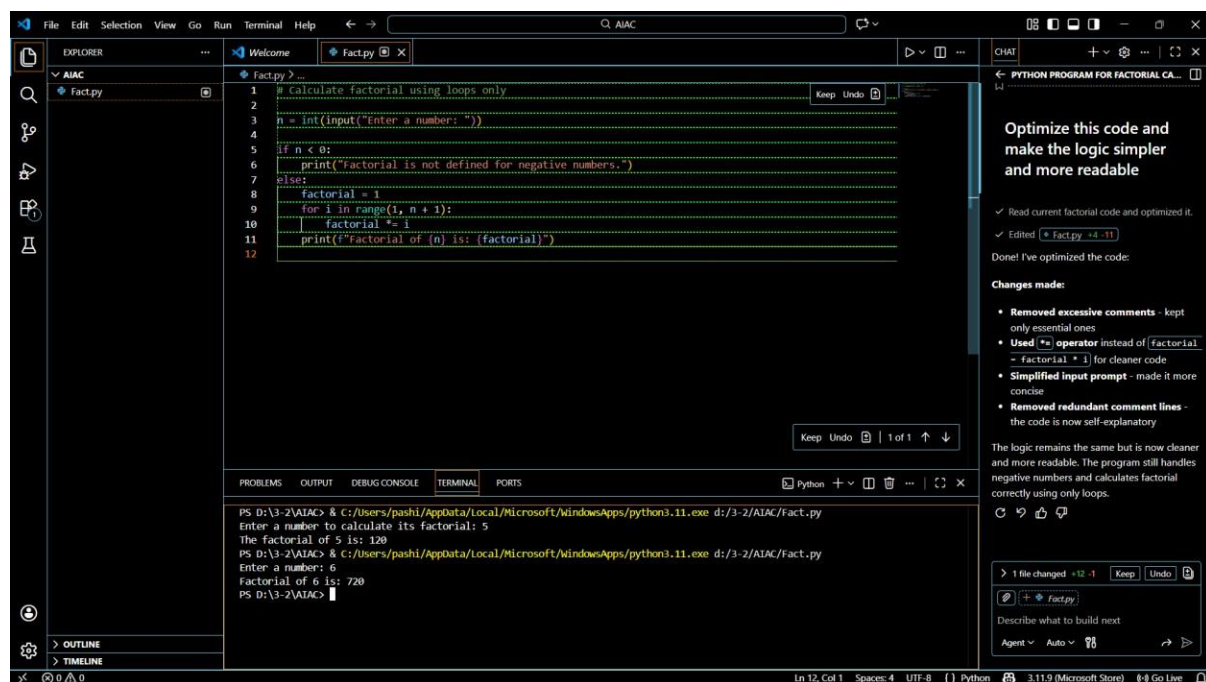 File Edit Selection View Go Run Terminal Help
AIAC
EXPLORER
AIAC
Fact.py
OUTLINE
TIMELINE
Welcome
Fact.py
Fact.py > ...
1 # Calculate factorial using loops only
2
3 n = int(input("Enter a number: "))
4
5 if n < 0:
6 print("Factorial is not defined for negative numbers.")
7 else:
8 factorial = 1
9 for i in range(1, n + 1):
10 factorial *= i
11 print(f"Factorial of {n} is: {factorial}")
12
Keep Undo
Keep Undo 1 of 1
PROBLEMS OUTPUT DEBUG CONSOLE TERMINAL PORTS
Python
PS D:\3-2\AIAC> & C:/Users/pashi/AppData/Local/Microsoft/WindowsApps/python3.11.exe d:/3-2/AIAC/Fact.py
Enter a number to calculate its factorial: 5
The factorial of 5 is: 120
PS D:\3-2\AIAC> & C:/Users/pashi/AppData/Local/Microsoft/WindowsApps/python3.11.exe d:/3-2/AIAC/Fact.py
Enter a number: 6
Factorial of 6 is: 720
PS D:\3-2\AIAC>
CHAT
PYTHON PROGRAM FOR FACTORIAL CA...
Optimize this code and
make the logic simpler
and more readable
Read current factorial code and optimized it.
Edited Fact.py +4 -11
Done! I've optimized the code:
Changes made:
• Removed excessive comments - kept
only essential ones
• Used *= operator instead of factorial
= factorial * i for cleaner code
• Simplified input prompt - made it more
concise
• Removed redundant comment lines -
the code is now self-explanatory
The logic remains the same but is now cleaner
and more readable. The program still handles
negative numbers and calculates factorial
correctly using only loops.
1 file changed +12 -1 Keep Undo
Fact.py
Describe what to build next
Agent Auto
0 0 Ln 12, Col 1 Spaces: 4 UTF-8 {} Python 3.11.9 (Microsoft Store) Go Live